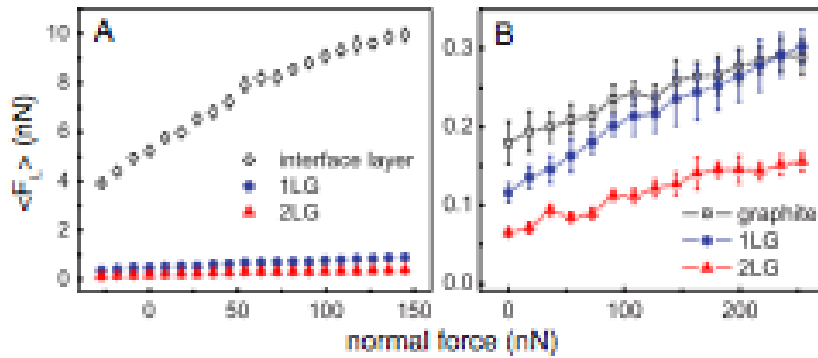 A
B
10
8
6
4
2
0
<F_L> (nN)
interface layer
1LG
2LG
0 50 100 150
0.3
0.2
0.1
0.0
graphite
1LG
2LG
0 100 200
normal force (nN)